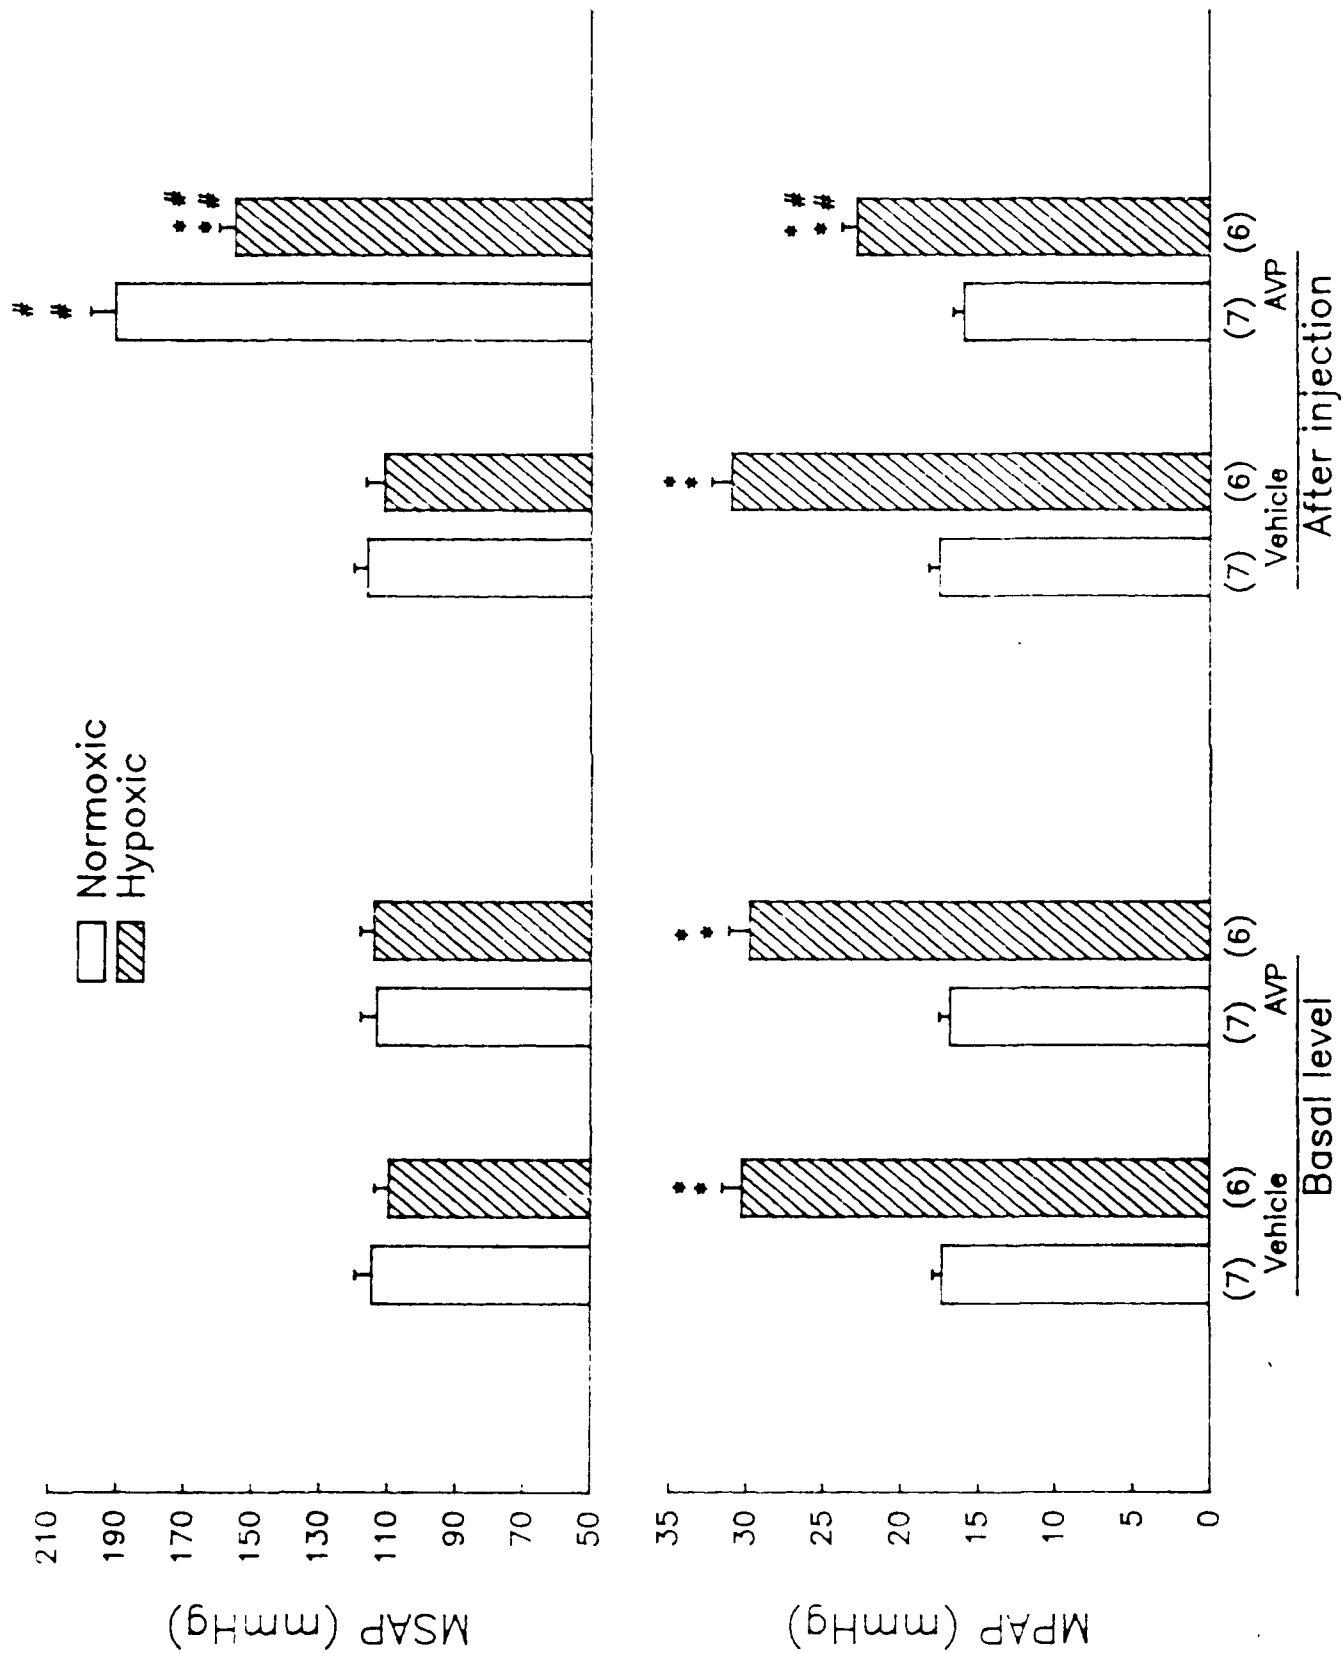 Normoxic
Hypoxic
MSAP (mmHg)
210
190
170
150
130
110
90
70
50
# #
* * # #
MPAP (mmHg)
35
30
25
20
15
10
5
0
* *
* *
* *
* * # #
(7) (6) (7) (6) (7) (6) (7) (6)
Vehicle AVP Vehicle AVP
Basal level After injection